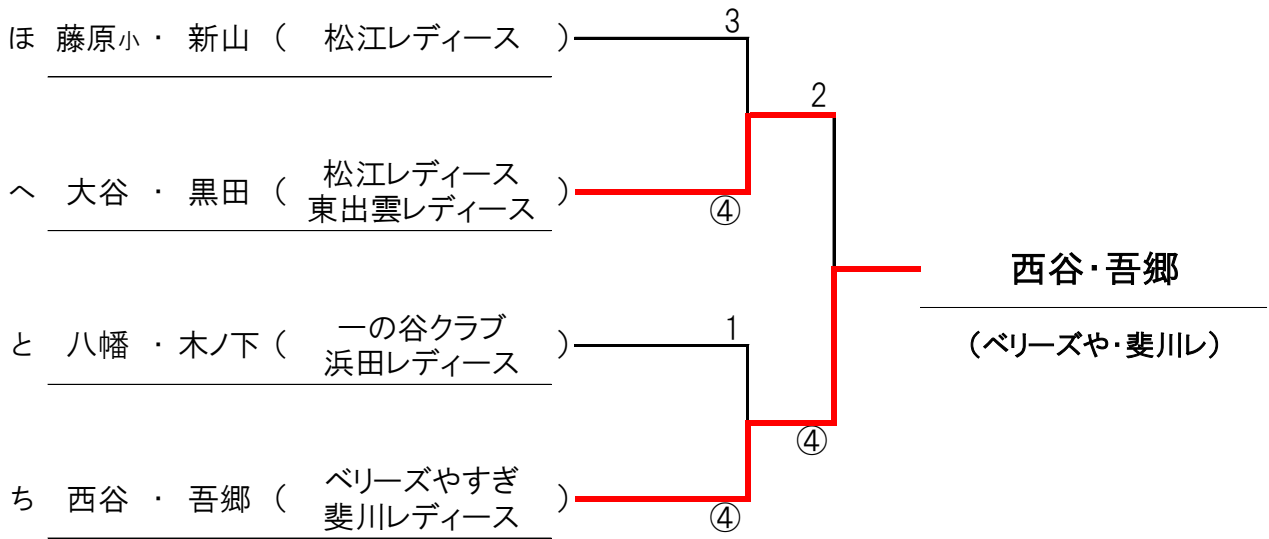 ほ 藤原小 ・ 新山 ( 松江レディース ) 3
2
へ 大谷 ・ 黒田 ( 松江レディース 東出雲レディース ) ④
西谷・吾郷
(ベリーズや・斐川レ)
と 八幡 ・ 木ノ下 ( 一の谷クラブ 浜田レディース ) 1
④
ち 西谷 ・ 吾郷 ( ベリーズやすぎ 斐川レディース ) ④